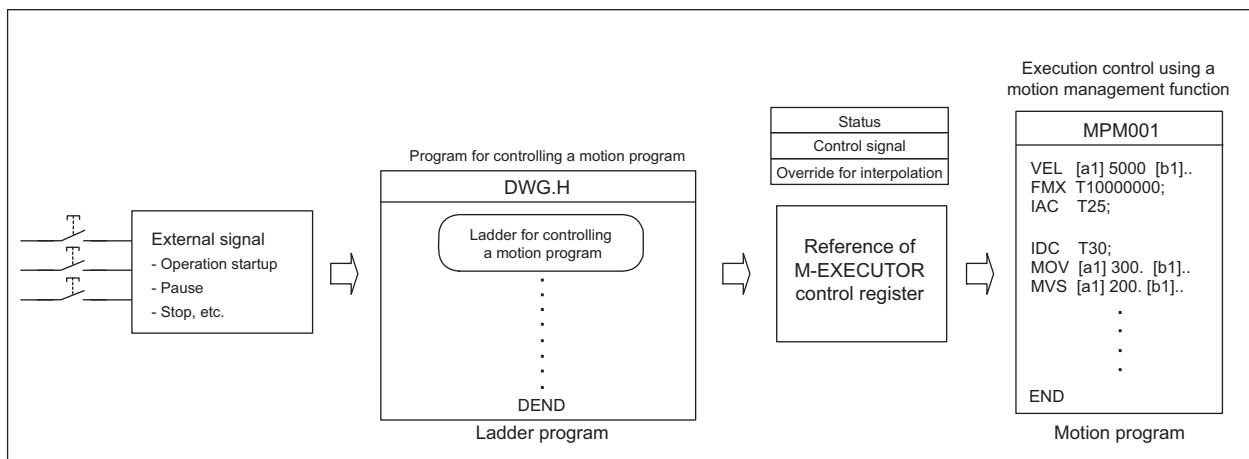 External signal
- Operation startup
- Pause
- Stop, etc.
Program for controlling a motion program
DWG.H
Ladder for controlling
a motion program
DEND
Ladder program
Status
Control signal
Override for interpolation
Reference of
M-EXECUTOR
control register
Execution control using a
motion management function
MPM001
VEL [a1] 5000 [b1]..
FMX T10000000;
IAC T25;
IDC T30;
MOV [a1] 300. [b1]..
MVS [a1] 200. [b1]..
END
Motion program